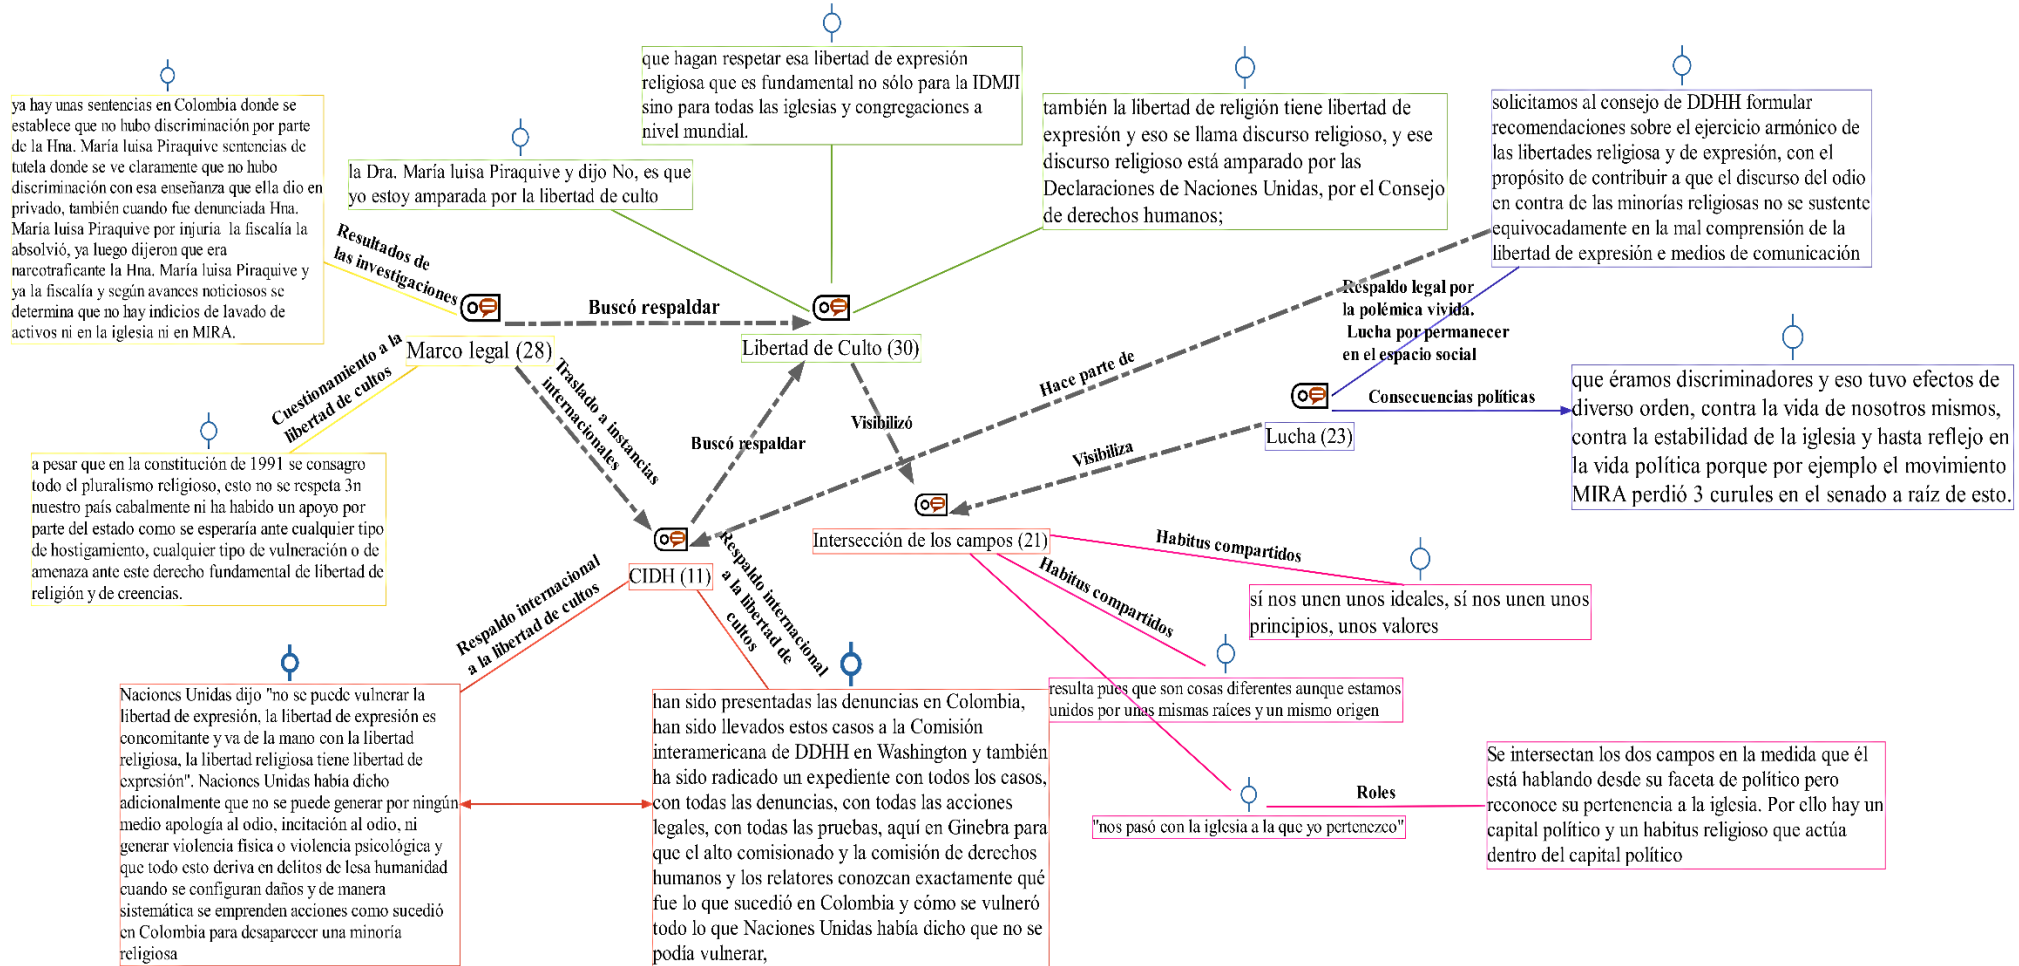 que hagan respetar esa libertad de expresión
religiosa que es fundamental no sólo para la IDMJI
sino para todas las iglesias y congregaciones a
nivel mundial.
ya hay unas sentencias en Colombia donde se
establece que no hubo discriminación por parte
de la Hna. María luisa Piraquive sentencias de
tutela donde se ve claramente que no hubo
discriminación con esa enseñanza que ella dio en
privado, también cuando fue denunciada Hna.
María luisa Piraquive por injuria la fiscalía la
absolvió, ya luego dijeron que era
narcotraficante la Hna. María luisa Piraquive y
ya la fiscalía y según avances noticiosos se
determina que no hay indicios de lavado de
activos ni en la iglesia ni en MIRA.
la Dra. María luisa Piraquive y dijo No, es que
yo estoy amparada por la libertad de culto
también la libertad de religión tiene libertad de
expresión y eso se llama discurso religioso, y ese
discurso religioso está amparado por las
Declaraciones de Naciones Unidas, por el Consejo
de derechos humanos;
solicitamos al consejo de DDHH formular
recomendaciones sobre el ejercicio armónico de
las libertades religiosa y de expresión, con el
propósito de contribuir a que el discurso del odio
en contra de las minorías religiosas no se sustente
equivocadamente en la mal comprensión de la
libertad de expresión e medios de comunicación
Resultados de
las investigaciones
Buscó respaldar
Marco legal (28)
Libertad de Culto (30)
Respaldo legal por
la polémica vivida.
Lucha por permanecer
en el espacio social
Hace parte de
Cuestionamiento a la
libertad de cultos
Traslado a instancias
internacionales
Buscó respaldar
Visibilizó
Consecuencias políticas
Lucha (23)
Visibiliza
que éramos discriminadores y eso tuvo efectos de
diverso orden, contra la vida de nosotros mismos,
contra la estabilidad de la iglesia y hasta reflejo en
la vida política porque por ejemplo el movimiento
MIRA perdió 3 curules en el senado a raíz de esto.
a pesar que en la constitución de 1991 se consagro
todo el pluralismo religioso, esto no se respeta 3n
nuestro país cabalmente ni ha habido un apoyo por
parte del estado como se esperaría ante cualquier tipo
de hostigamiento, cualquier tipo de vulneración o de
amenaza ante este derecho fundamental de libertad de
religión y de creencias.
CIDH (11)
Intersección de los campos (21)
Respaldo internacional
a la libertad de cultos
Respaldo internacional
a la libertad de
cultos
Habitus compartidos
Habitus compartidos
sí nos unen unos ideales, sí nos unen unos
principios, unos valores
resulta pues que son cosas diferentes aunque estamos
unidos por unas mismas raíces y un mismo origen
Naciones Unidas dijo "no se puede vulnerar la
libertad de expresión, la libertad de expresión es
concomitante y va de la mano con la libertad
religiosa, la libertad religiosa tiene libertad de
expresión". Naciones Unidas había dicho
adicionalmente que no se puede generar por ningún
medio apología al odio, incitación al odio, ni
generar violencia física o violencia psicológica y
que todo esto deriva en delitos de lesa humanidad
cuando se configuran daños y de manera
sistemática se emprenden acciones como sucedió
en Colombia para desaparecer una minoría
religiosa
han sido presentadas las denuncias en Colombia,
han sido llevados estos casos a la Comisión
interamericana de DDHH en Washington y también
ha sido radicado un expediente con todos los casos,
con todas las denuncias, con todas las acciones
legales, con todas las pruebas, aquí en Ginebra para
que el alto comisionado y la comisión de derechos
humanos y los relatores conozcan exactamente qué
fue lo que sucedió en Colombia y cómo se vulneró
todo lo que Naciones Unidas había dicho que no se
podía vulnerar,
"nos pasó con la iglesia a la que yo pertenezco"
Roles
Se intersectan los dos campos en la medida que él
está hablando desde su faceta de político pero
reconoce su pertenencia a la iglesia. Por ello hay un
capital político y un habitus religioso que actúa
dentro del capital político